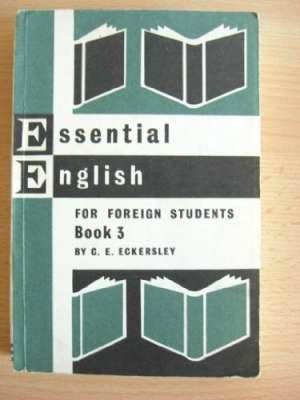 Essential
English
FOR FOREIGN STUDENTS
Book 3
BY C. E. ECKERSLEY